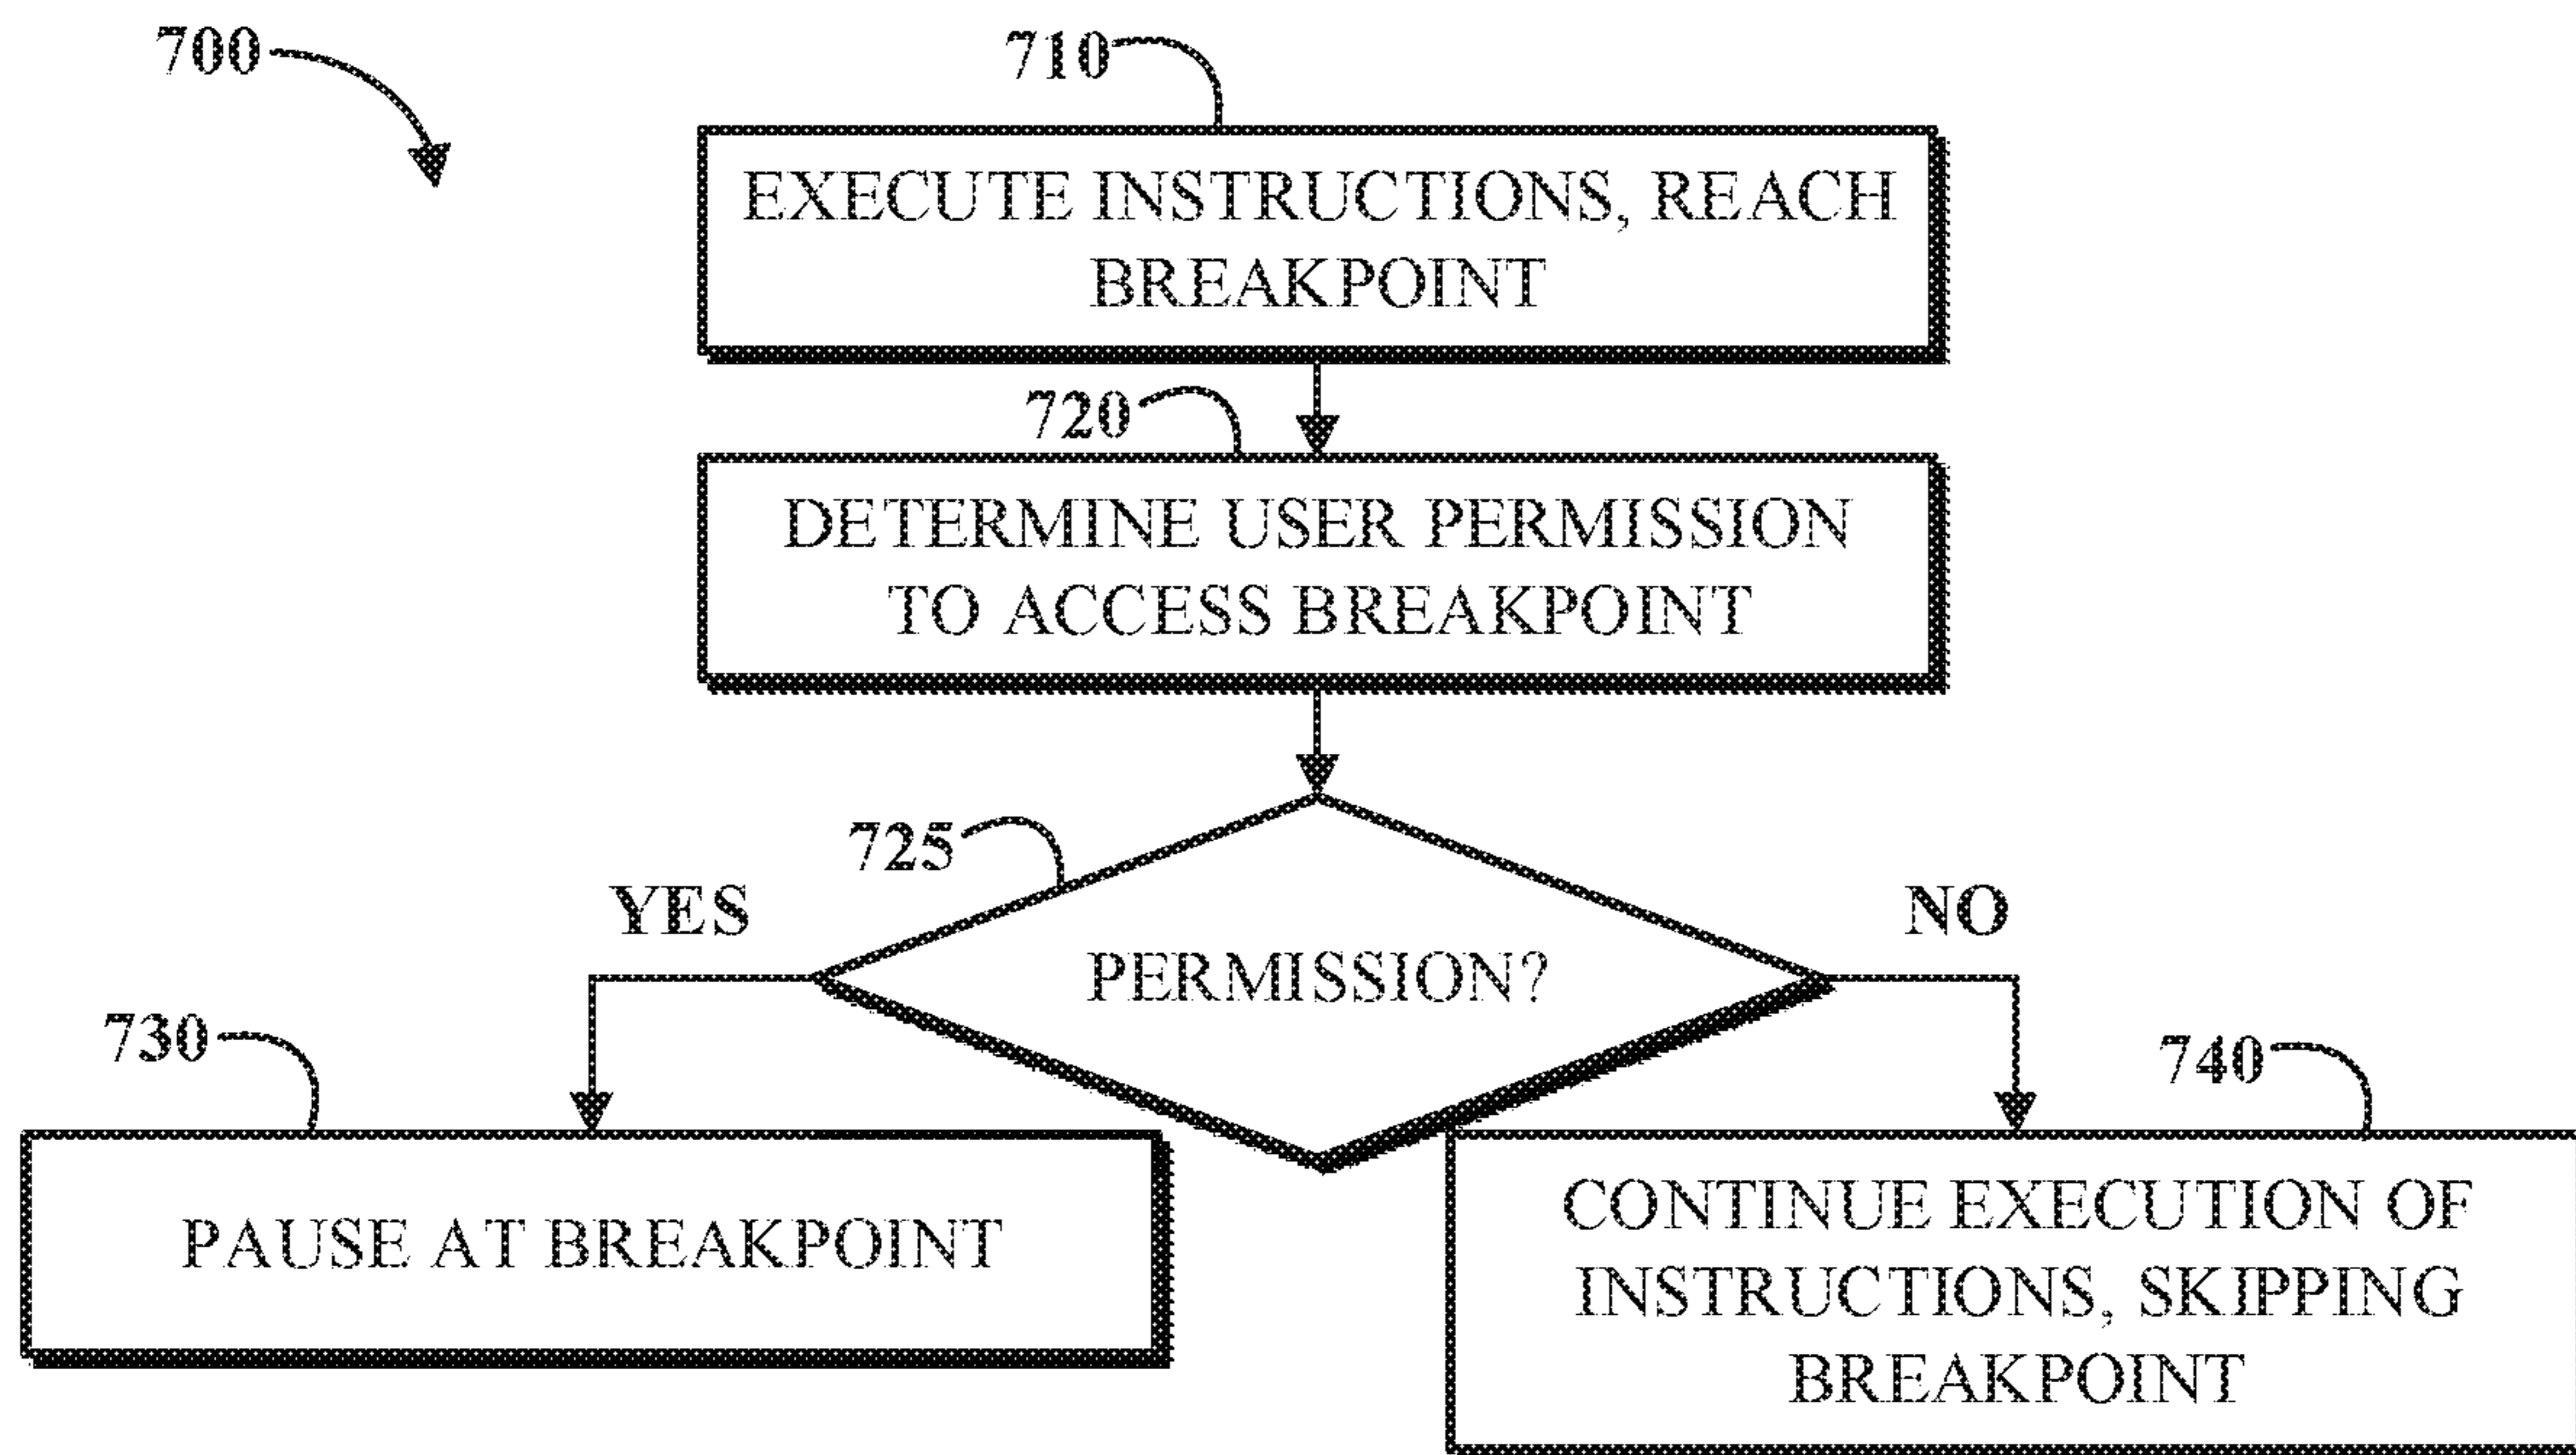 700
710
EXECUTE INSTRUCTIONS, REACH
BREAKPOINT
720
DETERMINE USER PERMISSION
TO ACCESS BREAKPOINT
725
YES
NO
PERMISSION?
730
740
PAUSE AT BREAKPOINT
CONTINUE EXECUTION OF
INSTRUCTIONS, SKIPPING
BREAKPOINT